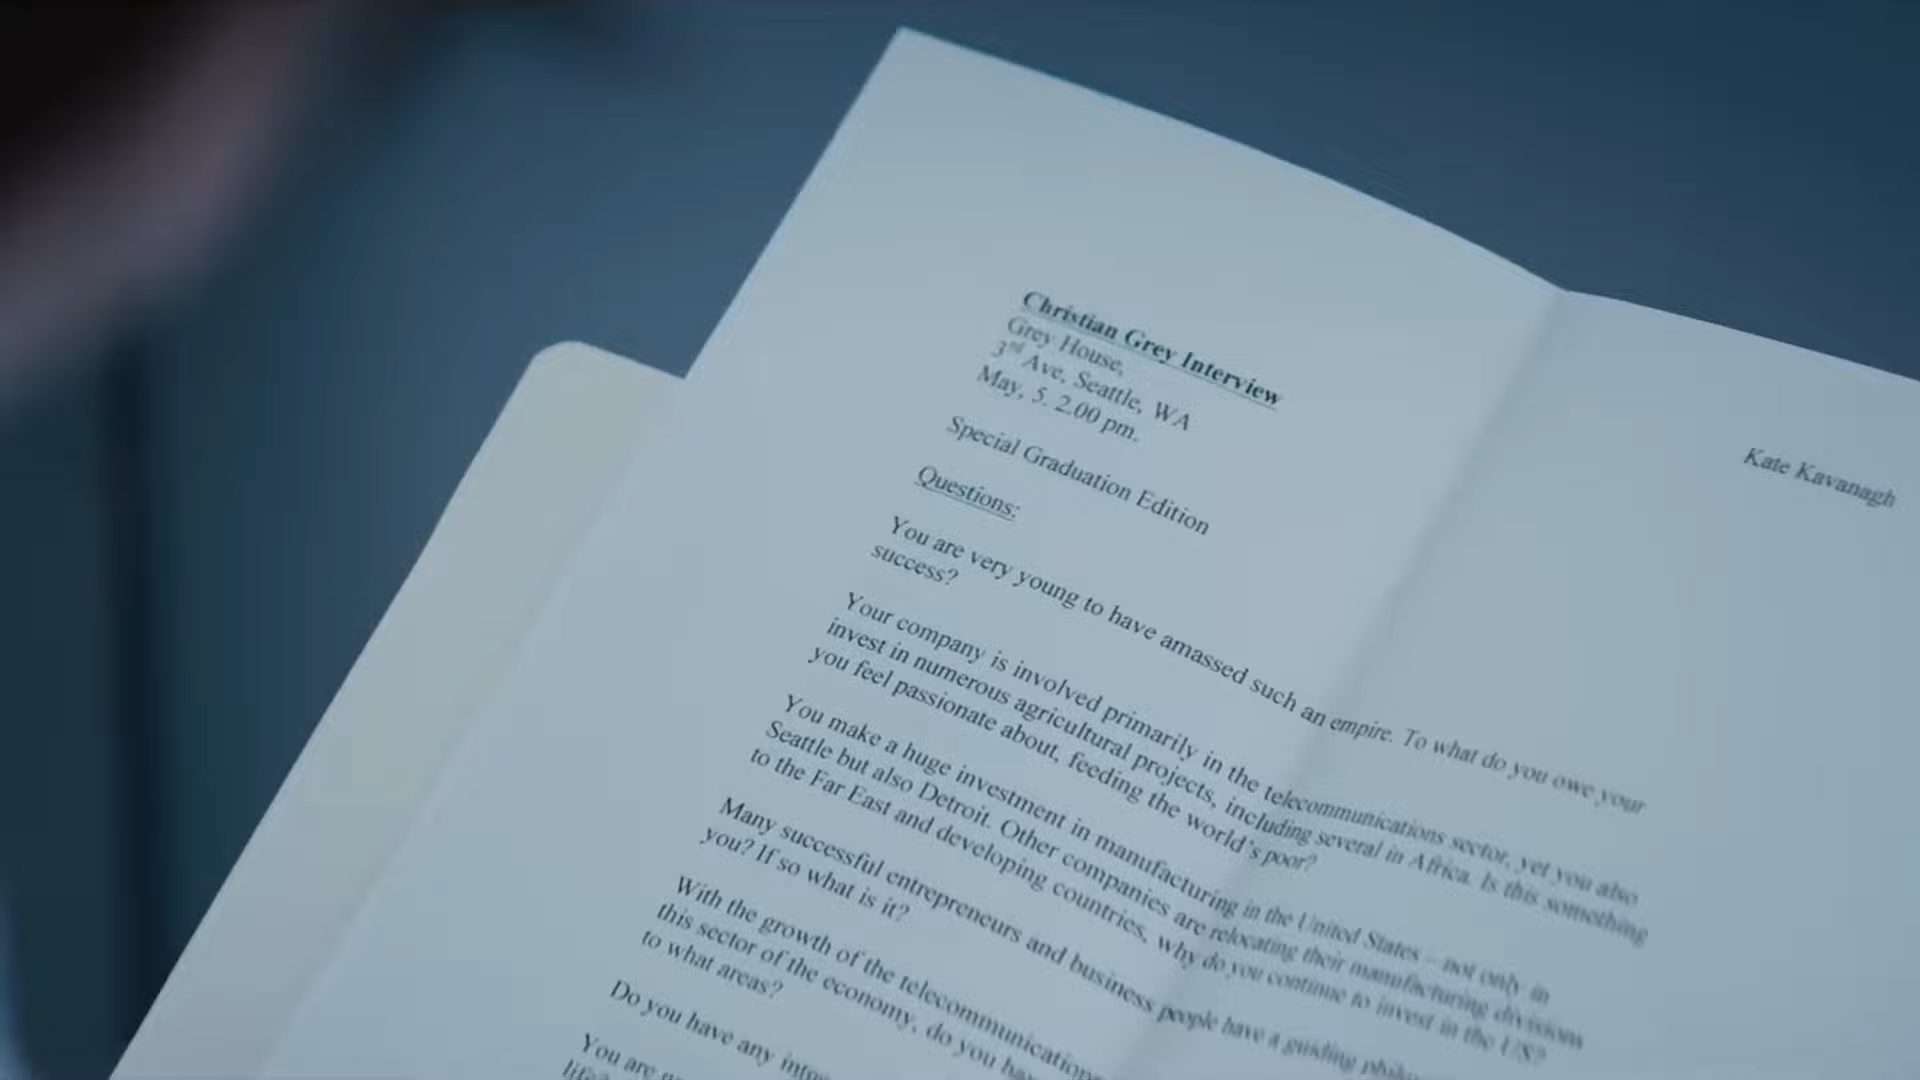 Christian Grey Interview
Grey House,
3rd Ave, Seattle, WA
May, 5. 2.00 pm.
Kate Kavanagh
Special Graduation Edition
Questions:
You are very young to have amassed such an empire. To what do you owe your
success?
Your company is involved primarily in the telecommunications sector, yet you also
invest in numerous agricultural projects, including several in Africa. Is this something
you feel passionate about, feeding the world's poor?
You make a huge investment in manufacturing in the United States – not only in
Seattle but also Detroit. Other companies are relocating their manufacturing divisions
to the Far East and developing countries, why do you continue to invest in the US?
Many successful entrepreneurs and business people have a guiding
you? If so what is it?
With the growth of the telecommunications
this sector of the economy, do you
to what areas?
Do you have any
You are